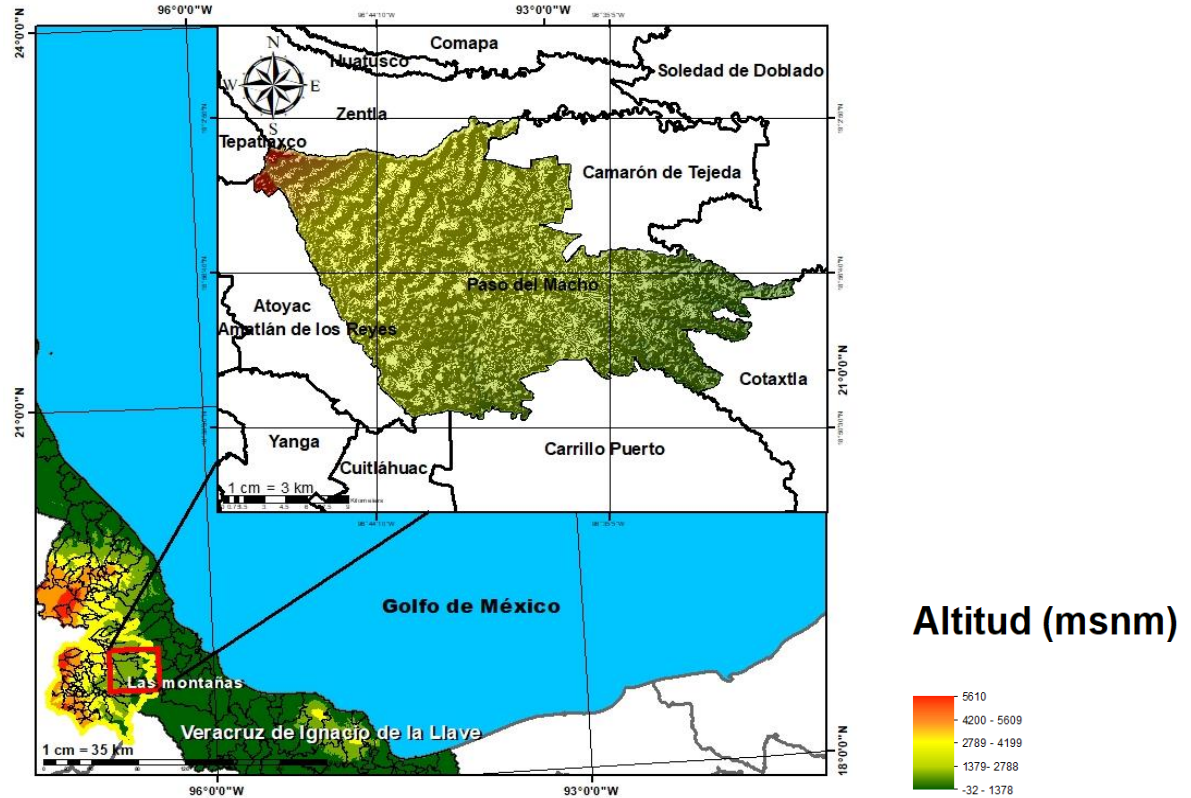 96°0'0"W
93°0'0"W
24°0'0"N
Comapa
N
Huatusco
Soledad de Doblado
W
E
S
Zentla
Tepatlaxco
Camarón de Tejeda
Paso del Macho
Atoyac
Amatlán de los Reyes
21°0'0"N
Cotaxtla
21°0'0"N
Yanga
Carrillo Puerto
Cuitláhuac
1 cm = 3 km
Golfo de México
Altitud (msnm)
Las montañas
5610
4200 - 5609
Veracruz de Ignacio de la Llave
2789 - 4199
1 cm = 35 km
18°0'0"N
1379- 2788
-32 - 1378
96°0'0"W
93°0'0"W